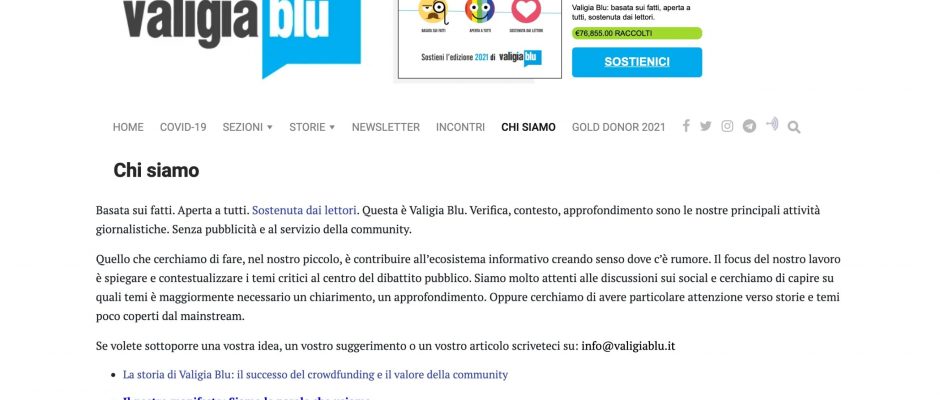 valigia blu
BASATA SUI FATTI APERTA A TUTTI SOSTENUTA DAI LETTORI
Sostieni l'edizione 2021 di valigia blu
Valigia Blu: basata sui fatti, aperta a
tutti, sostenuta dai lettori.
€76,855.00 RACCOLTI
SOSTIENICI
HOME COVID-19 SEZIONI STORIE NEWSLETTER INCONTRI CHI SIAMO GOLD DONOR 2021
Chi siamo
Basata sui fatti. Aperta a tutti. Sostenuta dai lettori. Questa è Valigia Blu. Verifica, contesto, approfondimento sono le nostre principali attività
giornalistiche. Senza pubblicità e al servizio della community.
Quello che cerchiamo di fare, nel nostro piccolo, è contribuire all'ecosistema informativo creando senso dove c'è rumore. Il focus del nostro lavoro
è spiegare e contestualizzare i temi critici al centro del dibattito pubblico. Siamo molto attenti alle discussioni sui social e cerchiamo di capire su
quali temi è maggiormente necessario un chiarimento, un approfondimento. Oppure cerchiamo di avere particolare attenzione verso storie e temi
poco coperti dal mainstream.
Se volete sottoporre una vostra idea, un vostro suggerimento o un vostro articolo scriveteci su: info@valigiablu.it
La storia di Valigia Blu: il successo del crowdfunding e il valore della community